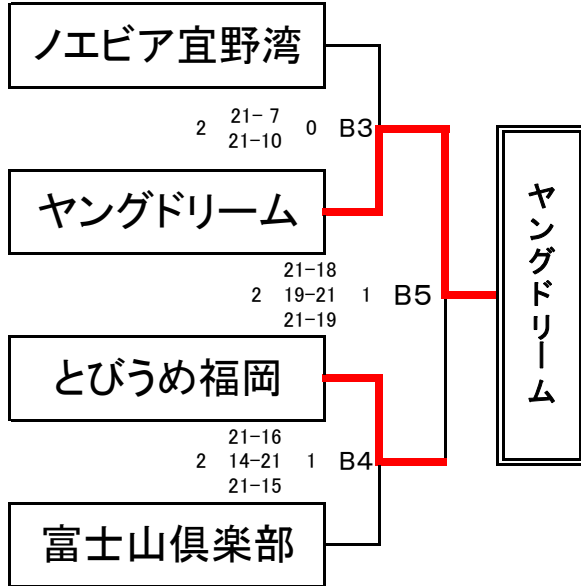 ノエビア宜野湾
2 21- 7 0 B3
21-10
ヤングドリーム
21-18
2 19-21 1 B5
21-19
とびうめ福岡
21-16
2 14-21 1 B4
21-15
富士山倶楽部
ヤングドリーム